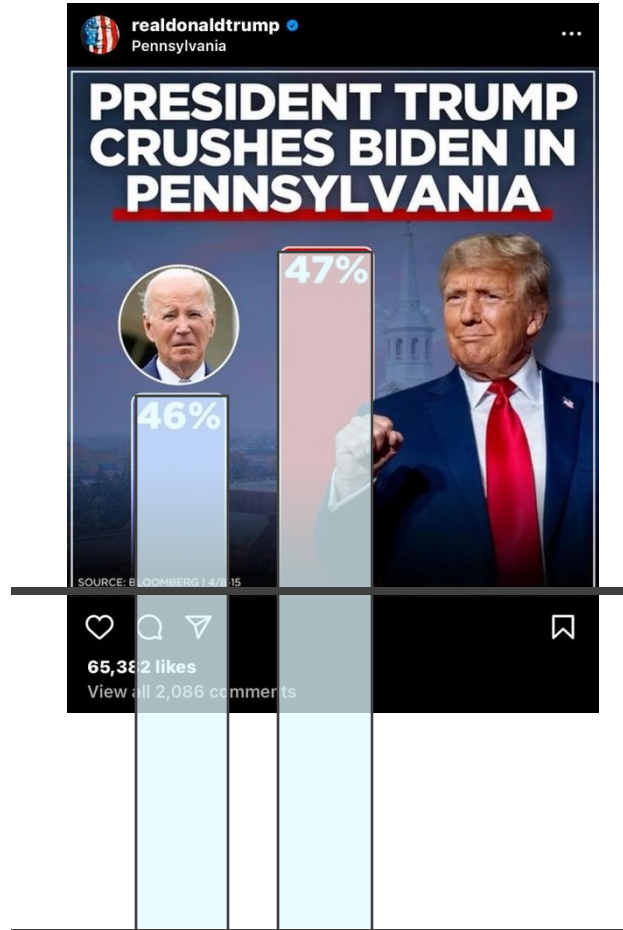 realdonaldtrump
Pennsylvania
PRESIDENT TRUMP
CRUSHES BIDEN IN
PENNSYLVANIA
47%
46%
SOURCE: BLOOMBERG | 4/8-15
65,382 likes
View all 2,086 comments